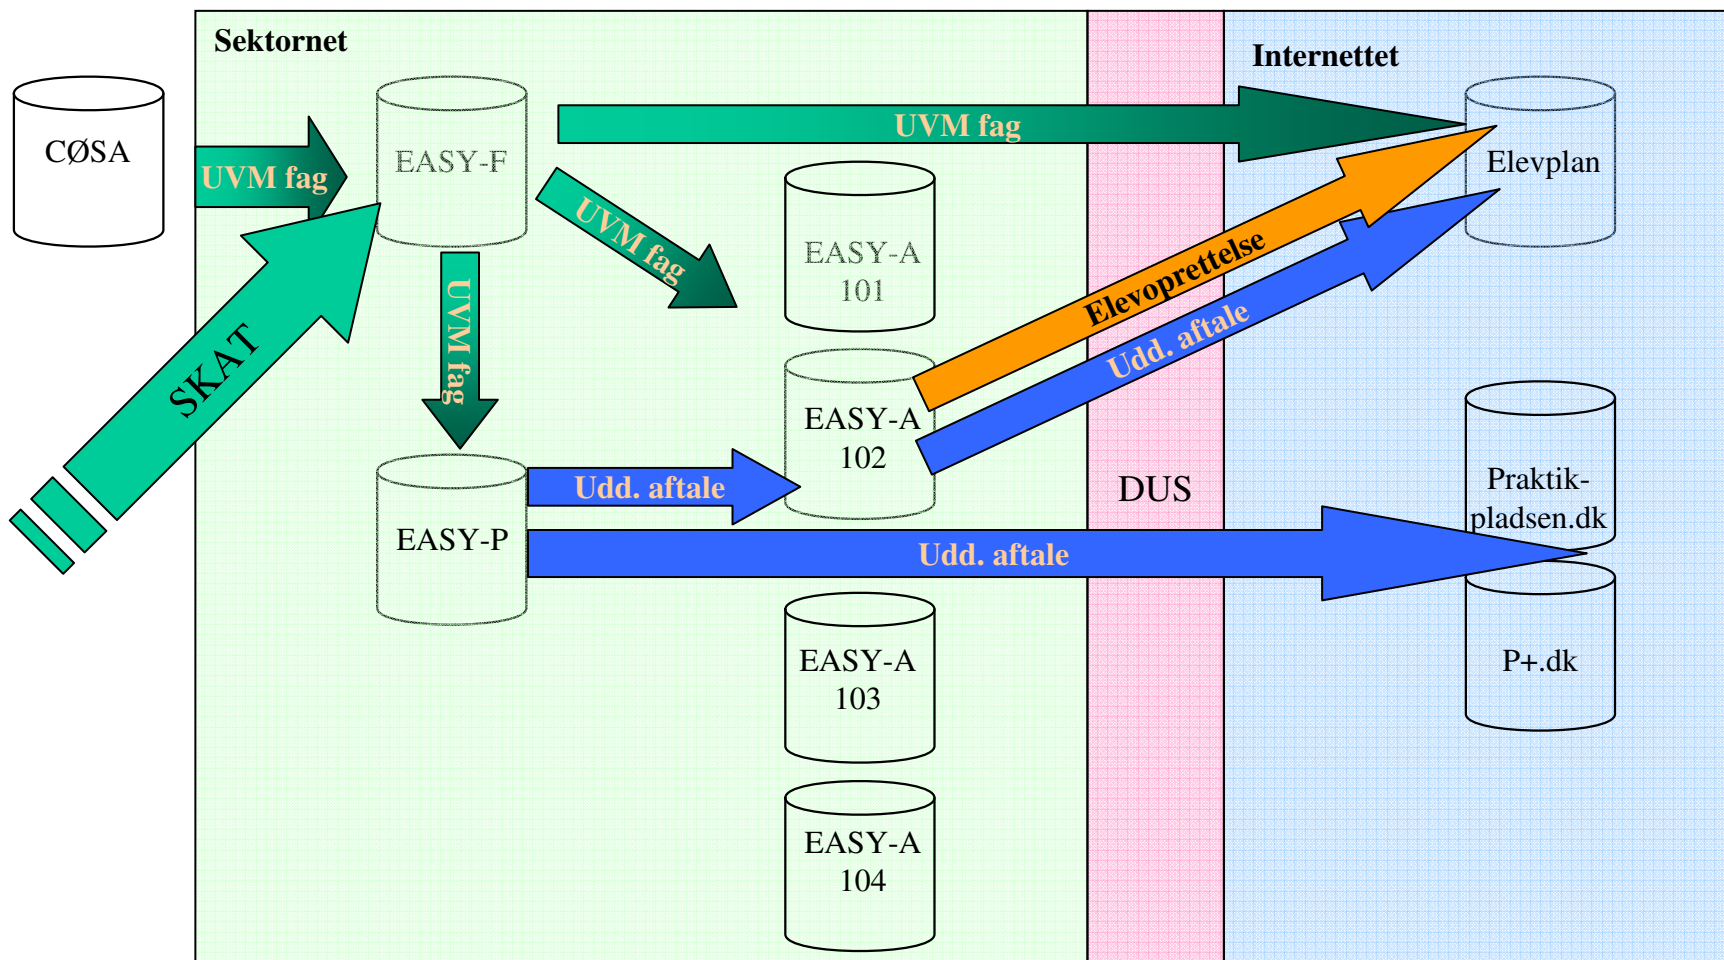 Sektornet
Internettet
CØSA
UVM fag
EASY-F
UVM fag
Elevplan
UVM fag
EASY-A
101
UVM fag
SKAT
Elevoprettelse
Udd. aftale
EASY-A
102
Udd. aftale
DUS
Praktik-
pladsen.dk
EASY-P
Udd. aftale
EASY-A
103
P+.dk
EASY-A
104